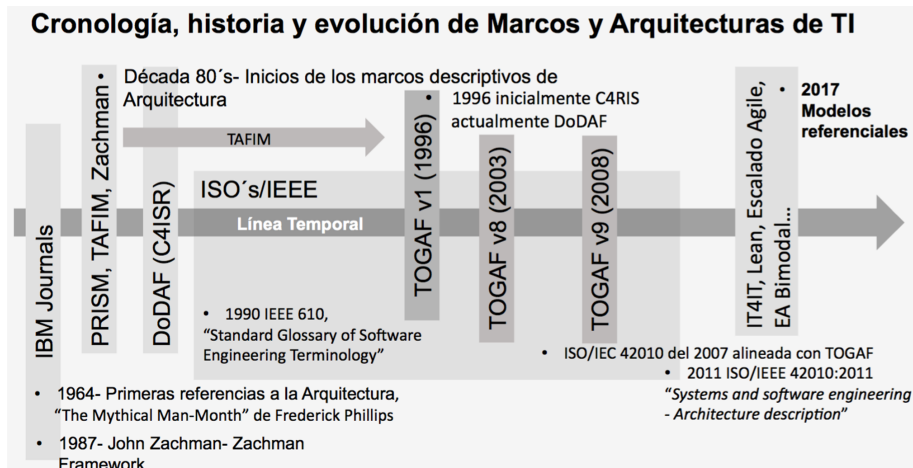 Cronología, historia y evolución de Marcos y Arquitecturas de TI
• Década 80´s- Inicios de los marcos descriptivos de
Arquitectura
• 1996 inicialmente C4RIS
actualmente DoDAF
• 2017
Modelos
referenciales
TAFIM
ISO´s/IEEE
Línea Temporal
IBM Journals
PRISM, TAFIM, Zachman
DoDAF (C4ISR)
TOGAF v1 (1996)
TOGAF v8 (2003)
TOGAF v9 (2008)
IT4IT, Lean, Escalado Agile,
EA Bimodal...
• 1990 IEEE 610,
“Standard Glossary of Software
Engineering Terminology”
• ISO/IEC 42010 del 2007 alineada con TOGAF
• 2011 ISO/IEEE 42010:2011
“Systems and software engineering
- Architecture description”
• 1964- Primeras referencias a la Arquitectura,
“The Mythical Man-Month” de Frederick Phillips
• 1987- John Zachman- Zachman
Framework